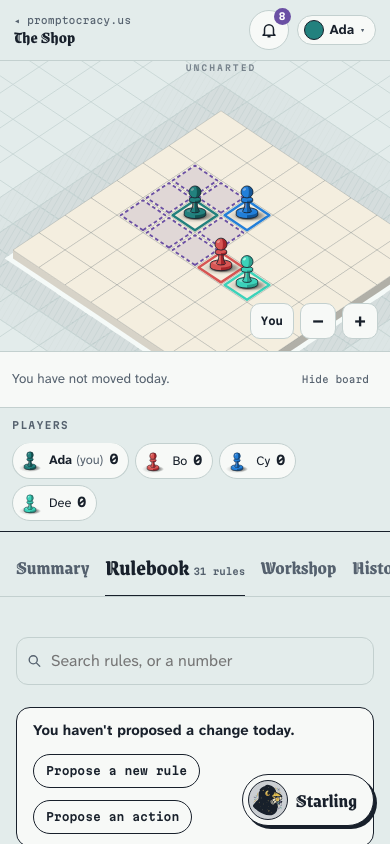 ◂ promptocracy.us
The Shop
8
Ada ▾
UNCHARTED
You
−
+
You have not moved today.
Hide board
PLAYERS
Ada (you) 0
Bo 0
Cy 0
Dee 0
Summary
Rulebook 31 rules
Workshop
Histo
Search rules, or a number
You haven't proposed a change today.
Propose a new rule
Propose an action
Starling